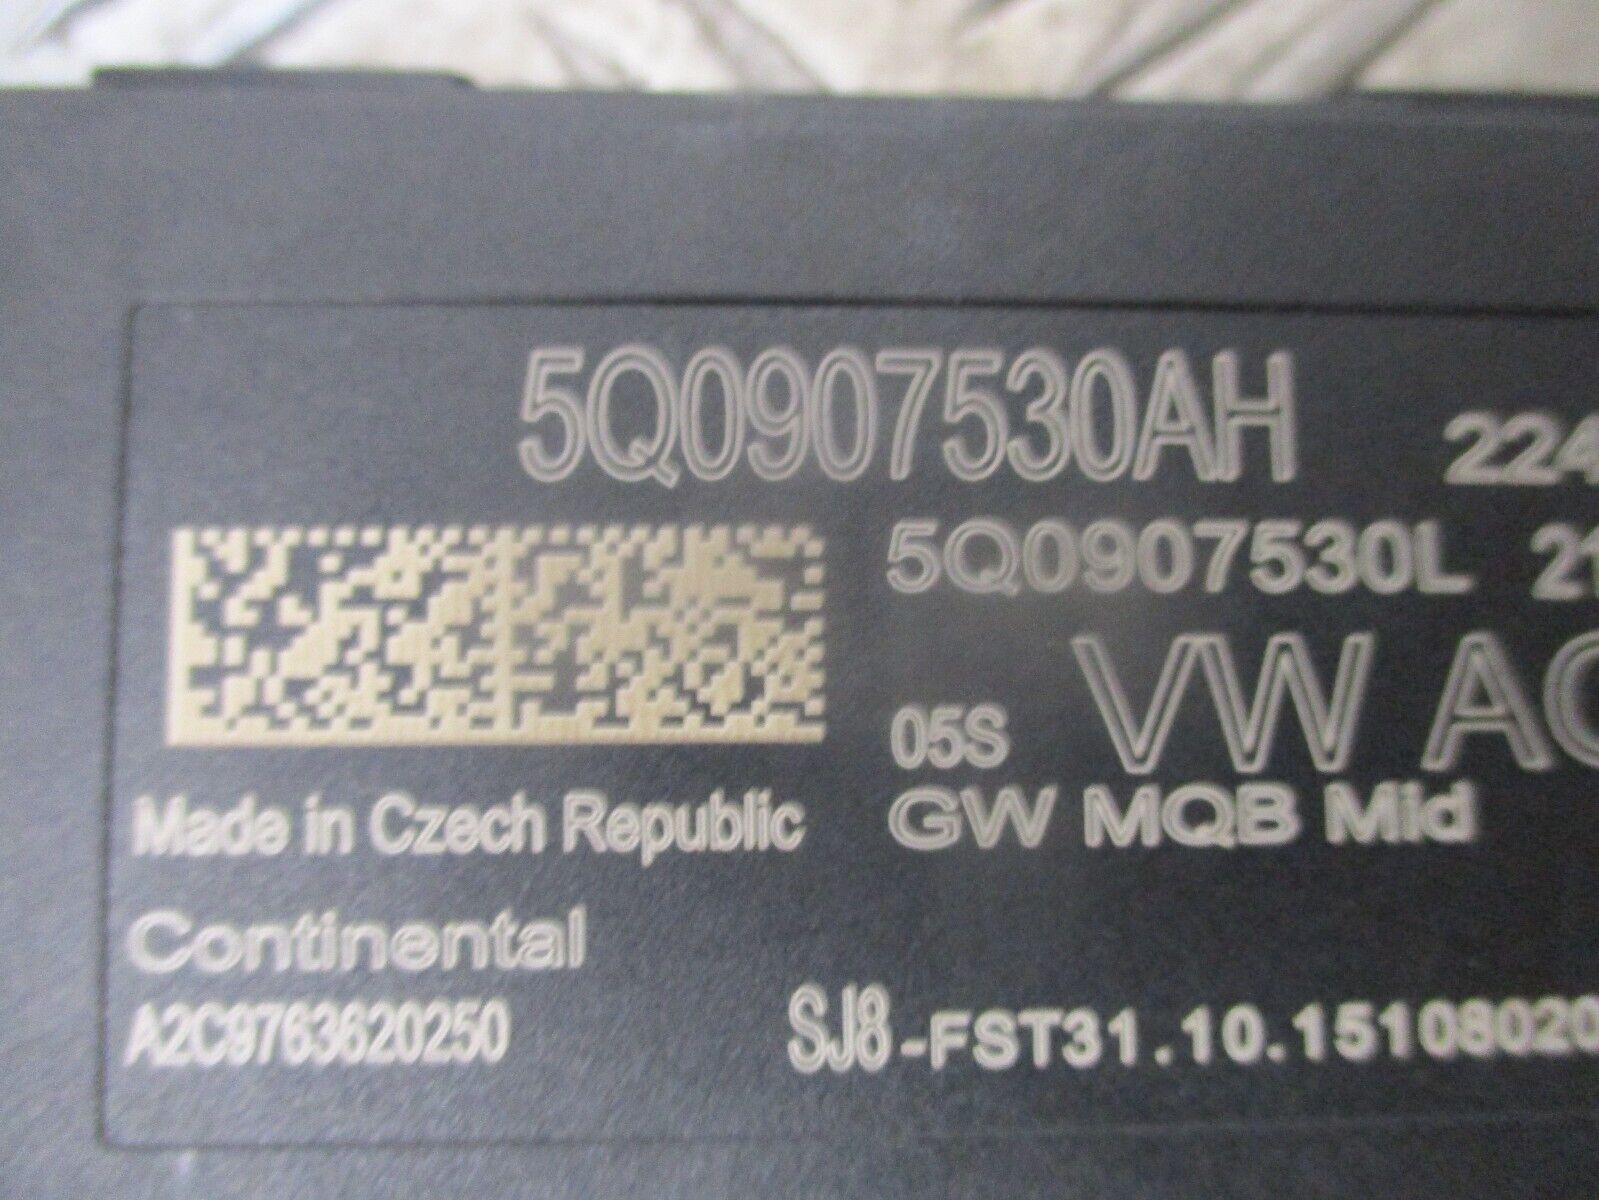 5Q0907530AH 224
5Q0907530L 21
05S VW AG
GW MQB Mid
Made in Czech Republic
Continental
A2C9763620250
SJ8-FST31.10.1510802 0